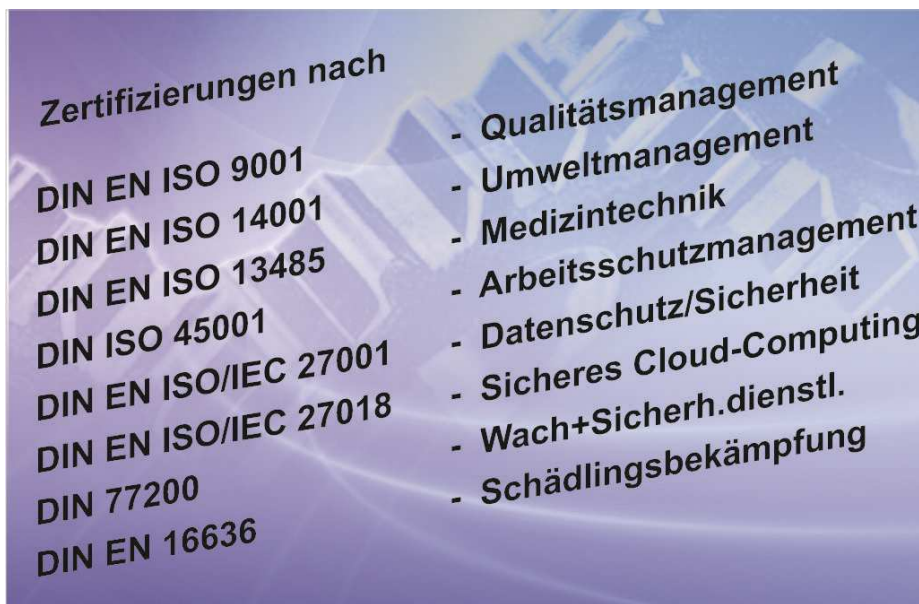 Zertifizierungen nach
DIN EN ISO 9001 - Qualitätsmanagement
DIN EN ISO 14001 - Umweltmanagement
DIN EN ISO 13485 - Medizintechnik
DIN ISO 45001 - Arbeitsschutzmanagement
DIN EN ISO/IEC 27001 - Datenschutz/Sicherheit
DIN EN ISO/IEC 27018 - Sicheres Cloud-Computing
DIN 77200 - Wach+Sicherh.dienstl.
DIN EN 16636 - Schädlingsbekämpfung